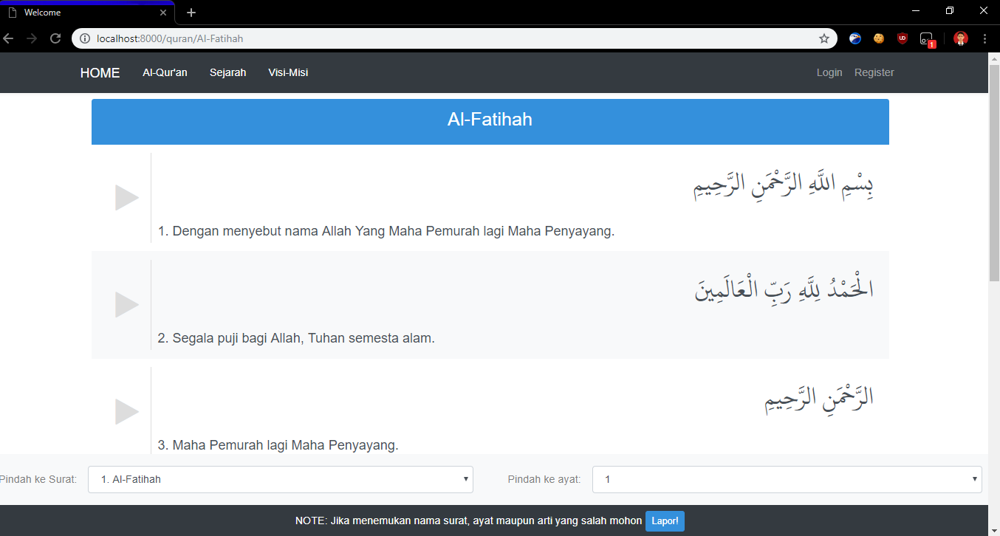 Welcome
localhost:8000/quran/Al-Fatihah
1
HOME Al-Qur'an Sejarah Visi-Misi Login Register
Al-Fatihah
بِسْمِ اللَّهِ الرَّحْمَنِ الرَّحِيمِ
1. Dengan menyebut nama Allah Yang Maha Pemurah lagi Maha Penyayang.
الْحَمْدُ لِلَّهِ رَبِّ الْعَالَمِينَ
2. Segala puji bagi Allah, Tuhan semesta alam.
الرَّحْمَنِ الرَّحِيمِ
3. Maha Pemurah lagi Maha Penyayang.
Pindah ke Surat: 1. Al-Fatihah Pindah ke ayat: 1
NOTE: Jika menemukan nama surat, ayat maupun arti yang salah mohon Lapor!